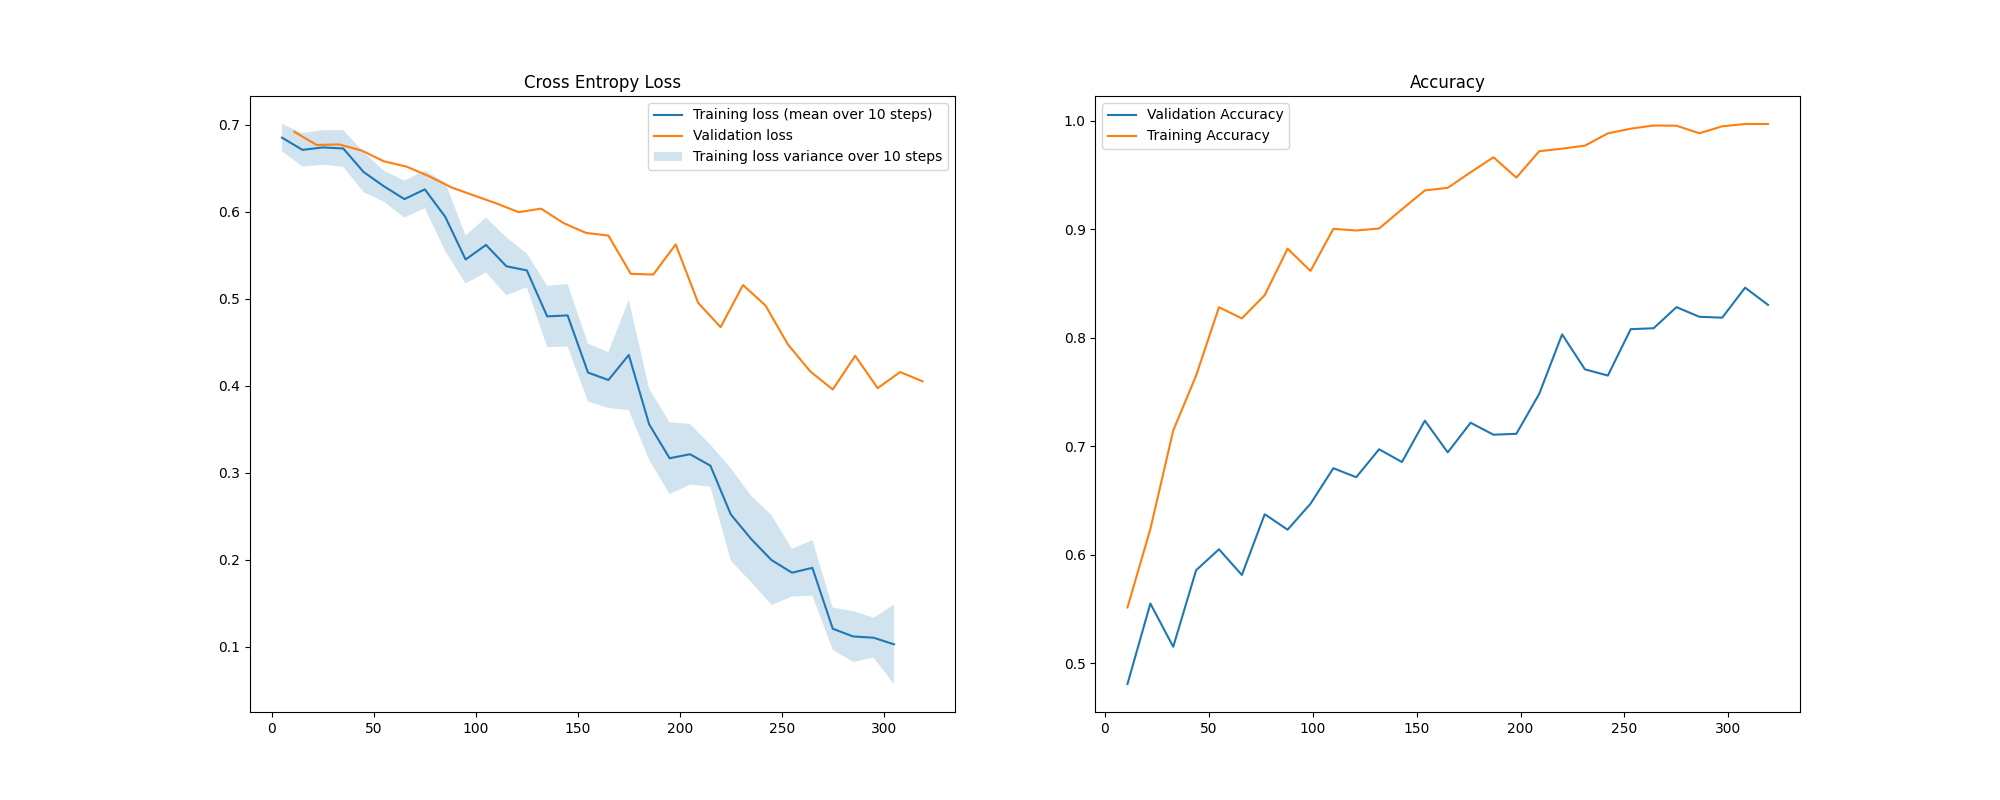 Cross Entropy Loss
Training loss (mean over 10 steps)
Validation loss
Training loss variance over 10 steps
0.7
0.6
0.5
0.4
0.3
0.2
0.1
0 50 100 150 200 250 300
Accuracy
Validation Accuracy
Training Accuracy
1.0
0.9
0.8
0.7
0.6
0.5
0 50 100 150 200 250 300